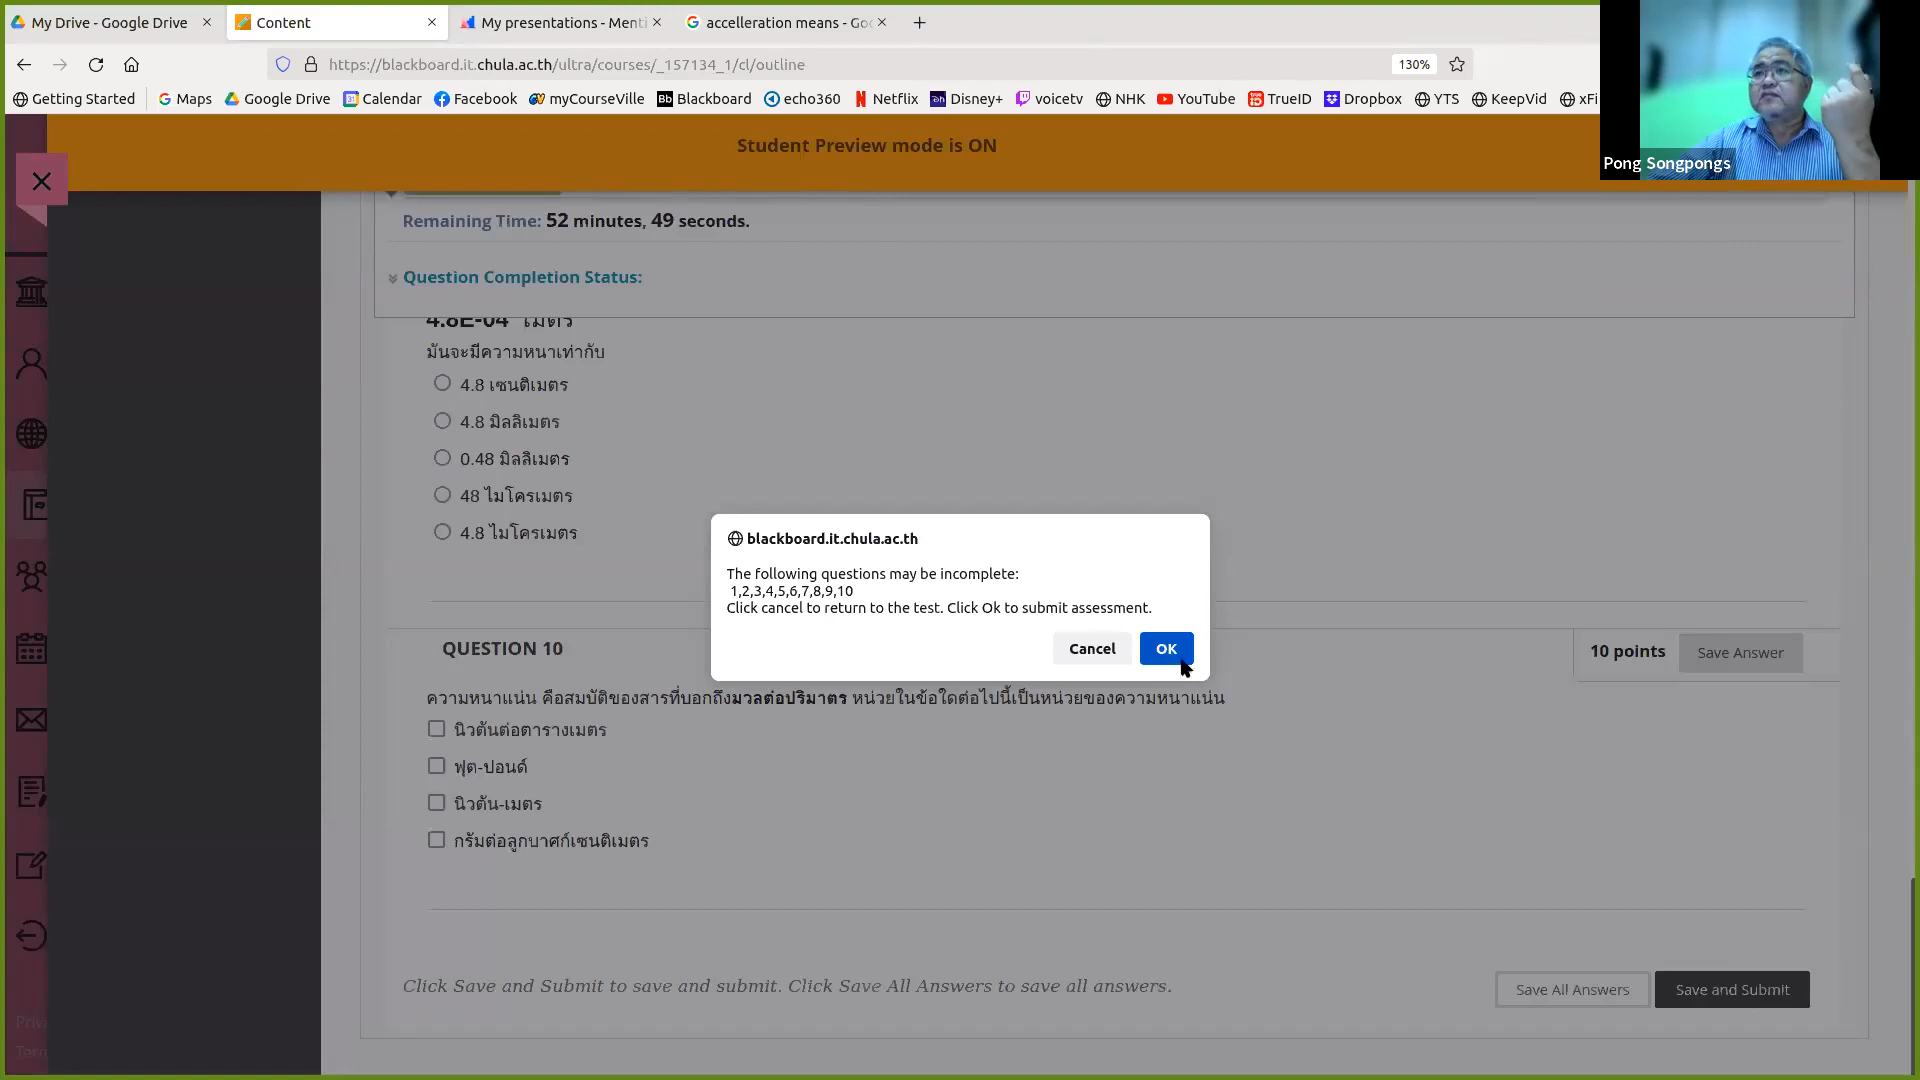 My Drive - Google Drive
Content
My presentations - Menti
accelleration means - Goo
https://blackboard.it.chula.ac.th/ultra/courses/_157134_1/cl/outline
130%
Getting Started
Maps
Google Drive
Calendar
Facebook
myCourseVille
Blackboard
echo360
Netflix
Disney+
voicetv
NHK
YouTube
TrueID
Dropbox
YTS
KeepVid
xFi
Student Preview mode is ON
Pong Songpongs
Remaining Time: 52 minutes, 49 seconds.
Question Completion Status:
4.8E-04 เมตร
มันจะมีความหนาเท่ากับ
4.8 เซนติเมตร
4.8 มิลลิเมตร
0.48 มิลลิเมตร
48 ไมโครเมตร
4.8 ไมโครเมตร
blackboard.it.chula.ac.th
The following questions may be incomplete:
1,2,3,4,5,6,7,8,9,10
Click cancel to return to the test. Click Ok to submit assessment.
Cancel
OK
QUESTION 10
10 points
Save Answer
ความหนาแน่น คือสมบัติของสารที่บอกถึงมวลต่อปริมาตร หน่วยในข้อใดต่อไปนี้เป็นหน่วยของความหนาแน่น
นิวตันต่อตารางเมตร
ฟุต-ปอนด์
นิวตัน-เมตร
กรัมต่อลูกบาศก์เซนติเมตร
Click Save and Submit to save and submit. Click Save All Answers to save all answers.
Save All Answers
Save and Submit
Priva
Term